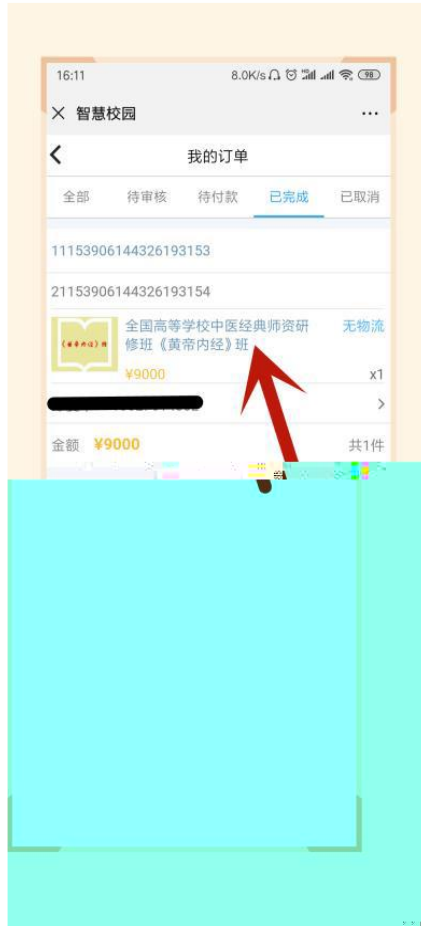 16:11 8.0K/s 98
智慧校园
我的订单
全部 待审核 待付款 已完成 已取消
11153906144326193153
21153906144326193154
全国高等学校中医经典师资研 无物流
修班《黄帝内经》班
¥9000 x1
金额 ¥9000 共1件